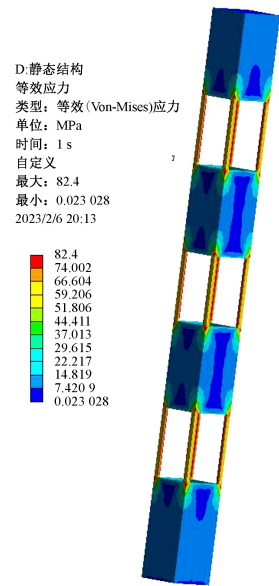 D:静态结构
等效应力
类型：等效(Von-Mises)应力
单位：MPa
时间：1 s
自定义
最大：82.4
最小：0.023 028
2023/2/6 20:13
82.4
74.002
66.604
59.206
51.806
44.411
37.013
29.615
22.217
14.819
7.420 9
0.023 028